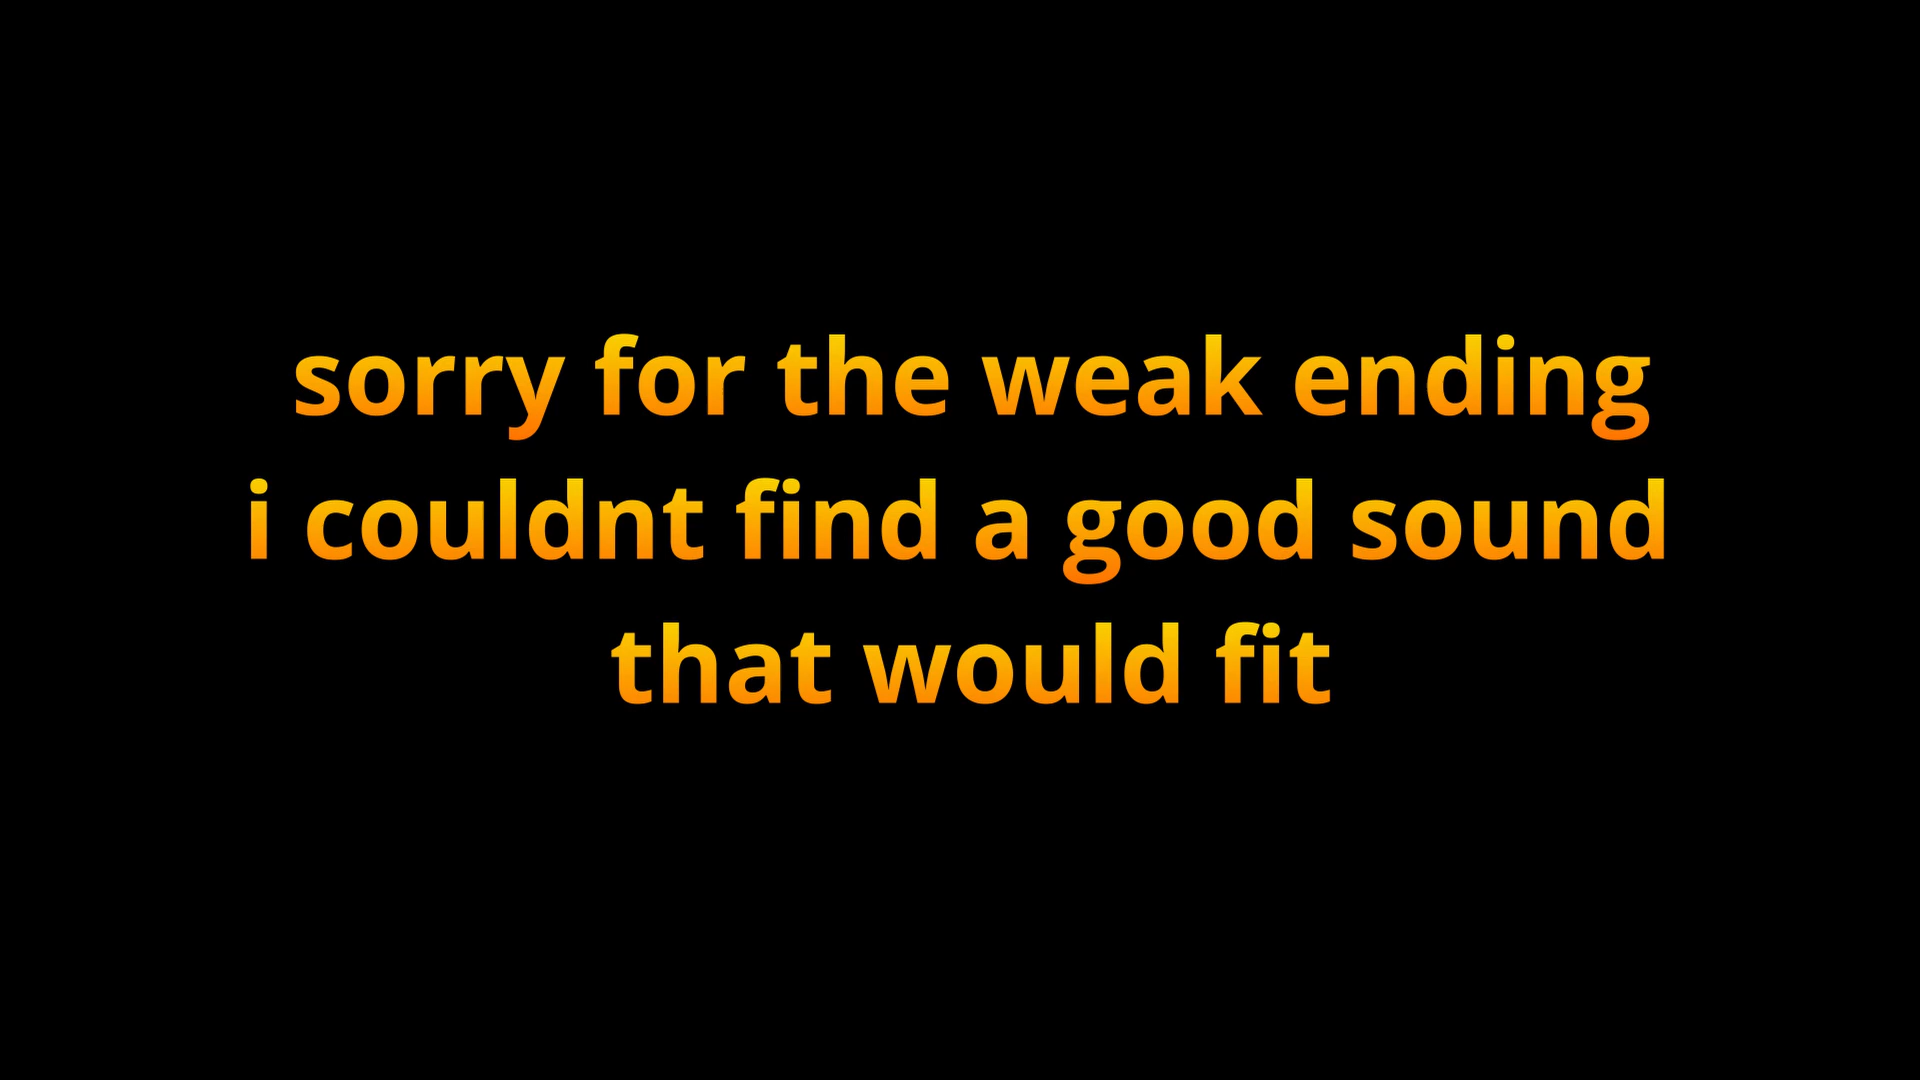 sorry for the weak ending
i couldnt find a good sound
that would fit